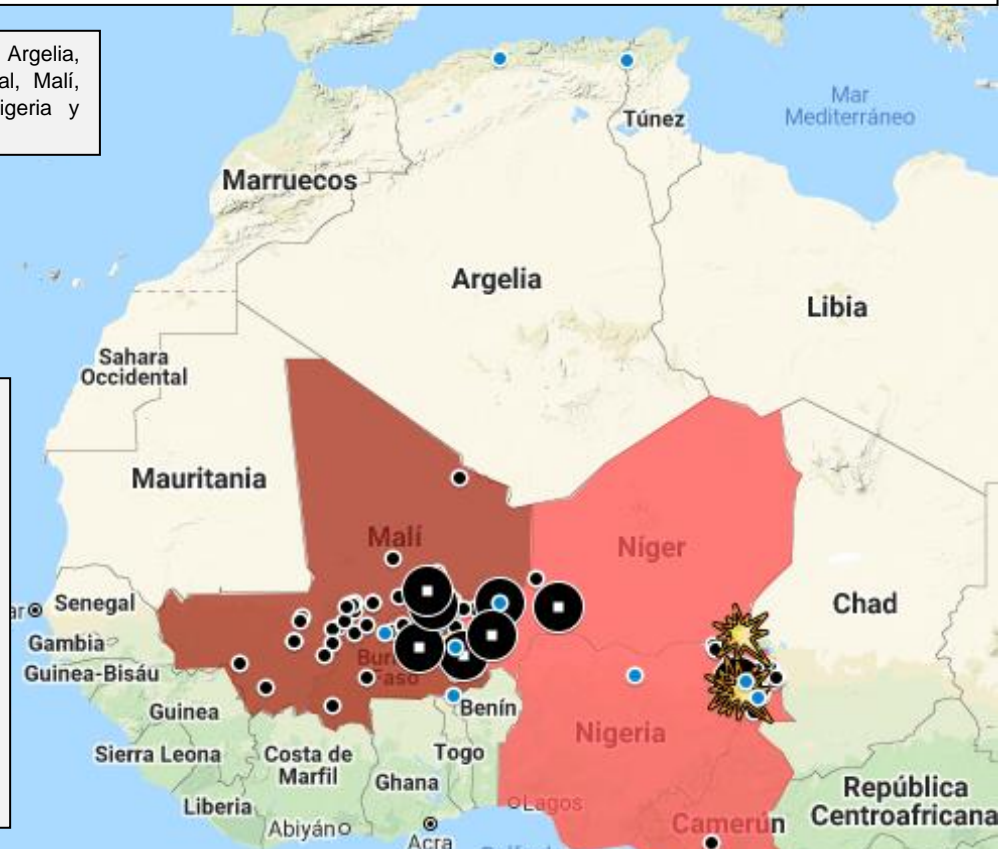 Argelia,
al, Malí,
igeria y
Mar
Mediterráneo
Túnez
Marruecos
Argelia
Libia
Sahara
Occidental
Mauritania
Malí
Níger
Chad
ar
Senegal
Gambia
Guinea-Bisáu
Burkina
Faso
Benín
Guinea
Nigeria
Sierra Leona
Costa de
Marfil
Togo
Ghana
República
Centroafricana
Liberia
Lagos
Camerún
Abiyán
Acra